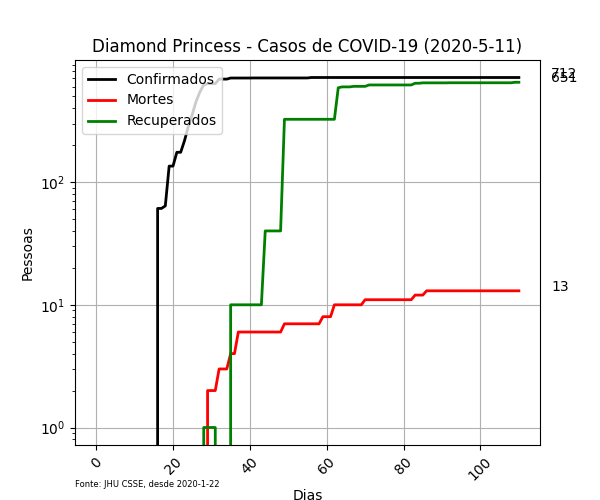 Diamond Princess - Casos de COVID-19 (2020-5-11)
Confirmados
Mortes
Recuperados
712
651
13
10²
10¹
10⁰
Pessoas
0
20
40
60
80
100
Dias
Fonte: JHU CSSE, desde 2020-1-22